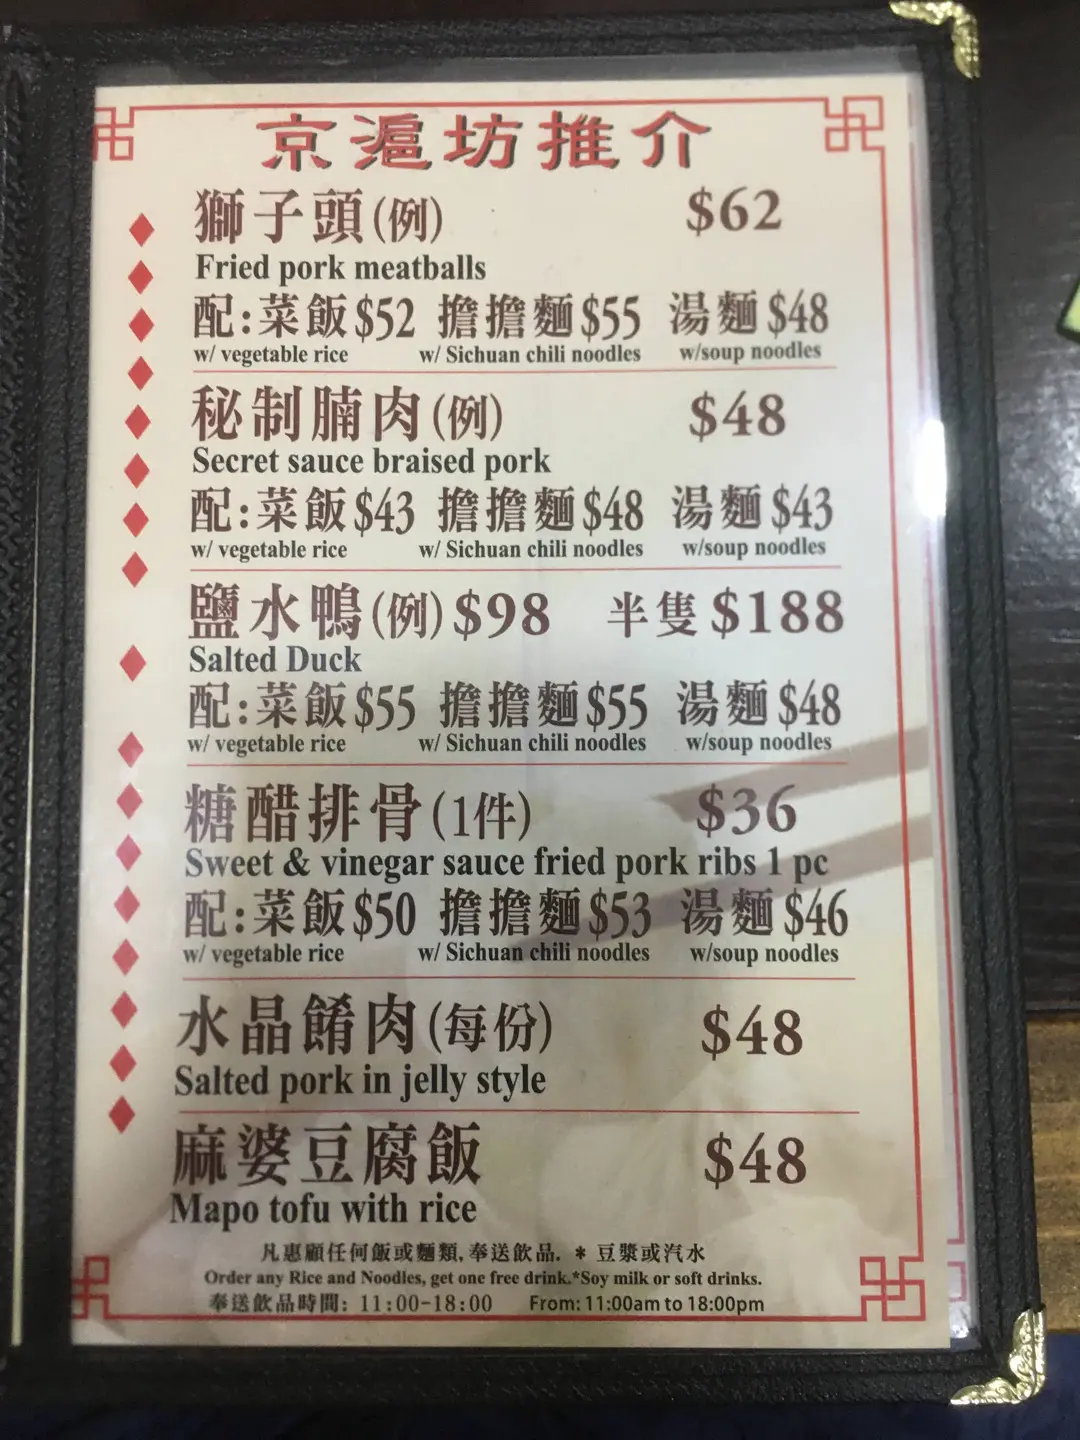 京滬坊推介
獅子頭(例) $62
Fried pork meatballs
配:菜飯$52 擔擔麵$55 湯麵$48
w/ vegetable rice w/ Sichuan chili noodles w/soup noodles
秘制腩肉(例) $48
Secret sauce braised pork
配:菜飯$43 擔擔麵$48 湯麵$43
w/ vegetable rice w/ Sichuan chili noodles w/soup noodles
鹽水鴨(例)$98 半隻$188
Salted Duck
配:菜飯$55 擔擔麵$55 湯麵$48
w/ vegetable rice w/ Sichuan chili noodles w/soup noodles
糖醋排骨(1件) $36
Sweet & vinegar sauce fried pork ribs 1 pc
配:菜飯$50 擔擔麵$53 湯麵$46
w/ vegetable rice w/ Sichuan chili noodles w/soup noodles
水晶餚肉(每份) $48
Salted pork in jelly style
麻婆豆腐飯 $48
Mapo tofu with rice
凡惠顧任何飯或麵類,奉送飲品. * 豆漿或汽水
Order any Rice and Noodles, get one free drink.*Soy milk or soft drinks.
奉送飲品時間: 11:00-18:00 From: 11:00am to 18:00pm